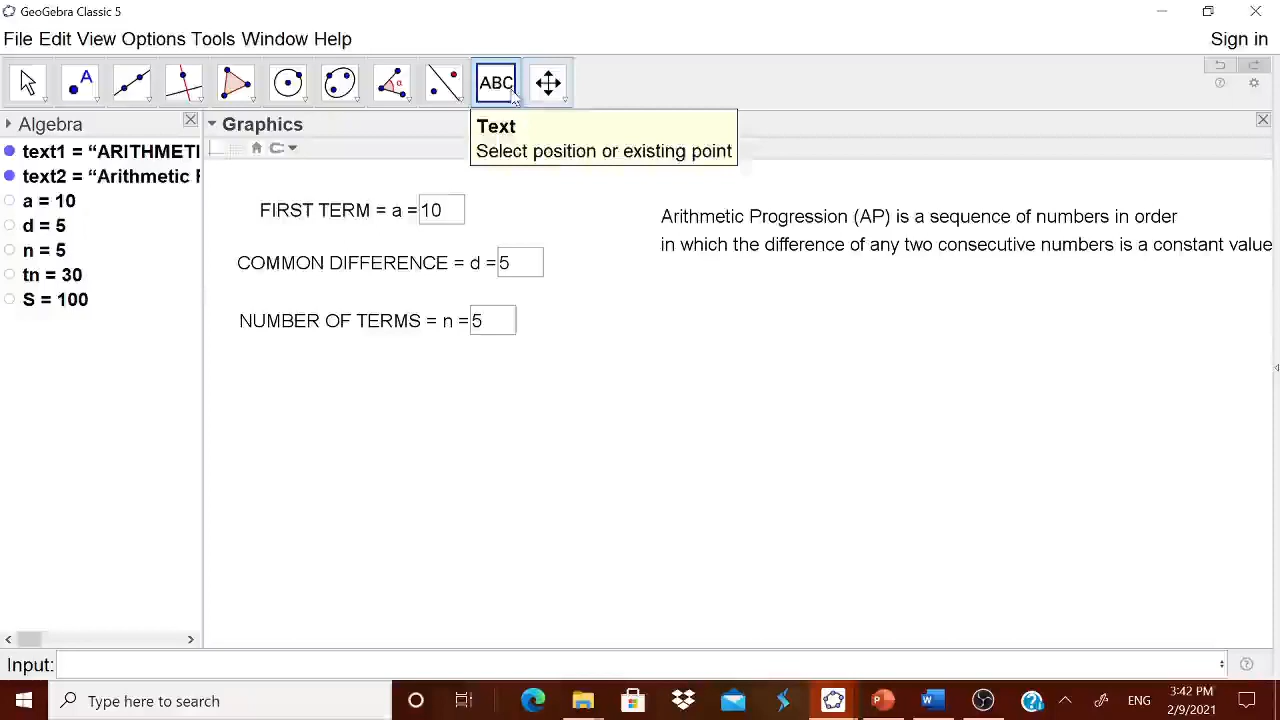 GeoGebra Classic 5
File Edit View Options Tools Window Help
Sign in
A
α
ABC
Text
Select position or existing point
Algebra
Graphics
text1 = “ARITHMETI
text2 = “Arithmetic
a = 10
d = 5
n = 5
tn = 30
S = 100
FIRST TERM = a = 10
COMMON DIFFERENCE = d = 5
NUMBER OF TERMS = n = 5
Arithmetic Progression (AP) is a sequence of numbers in order
in which the difference of any two consecutive numbers is a constant value
Input:
Type here to search
ENG
3:42 PM
2/9/2021